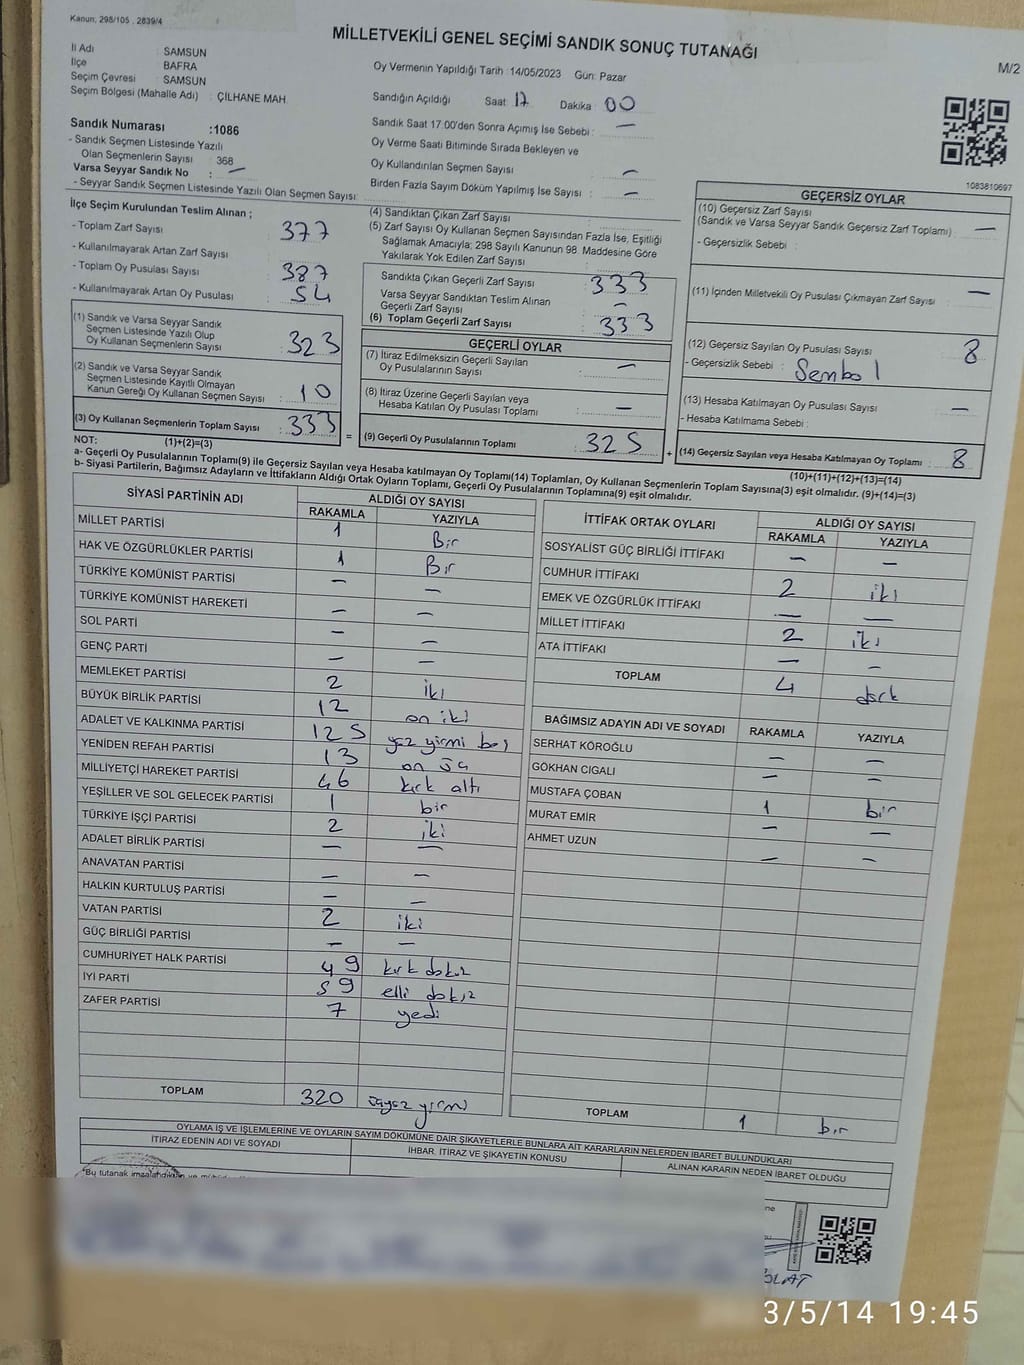 Kanun, 298/105 , 2839/4
MİLLETVEKİLİ GENEL SEÇİMİ SANDIK SONUÇ TUTANAĞI
M/2
İl Adı : SAMSUN
İlçe : BAFRA
Seçim Çevresi : SAMSUN
Seçim Bölgesi (Mahalle Adı) : ÇİLHANE MAH.
Oy Vermenin Yapıldığı Tarih :14/05/2023 Gün: Pazar
Sandığın Açıldığı Saat: 17 Dakika : 00
Sandık Saat 17:00'den Sonra Açımış İse Sebebi : —
Oy Verme Saati Bitiminde Sırada Bekleyen ve
Oy Kullandırılan Seçmen Sayısı : —
Birden Fazla Sayım Döküm Yapılmış İse Sayısı : —
Sandık Numarası :1086
- Sandık Seçmen Listesinde Yazılı
Olan Seçmenlerin Sayısı : 368
Varsa Seyyar Sandık No : —
- Seyyar Sandık Seçmen Listesinde Yazılı Olan Seçmen Sayısı:
1083810697
İlçe Seçim Kurulundan Teslim Alınan ;
- Toplam Zarf Sayısı : 377
- Kullanılmayarak Artan Zarf Sayısı :
- Toplam Oy Pusulası Sayısı : 387
- Kullanılmayarak Artan Oy Pusulası : 54
(1) Sandık ve Varsa Seyyar Sandık
Seçmen Listesinde Yazılı Olup
Oy Kullanan Seçmenlerin Sayısı : 323
(2) Sandık ve Varsa Seyyar Sandık
Seçmen Listesinde Kayıtlı Olmayan
Kanun Gereği Oy Kullanan Seçmen Sayısı : 10
(3) Oy Kullanan Seçmenlerin Toplam Sayısı : 333
(1)+(2)=(3)
(4) Sandıktan Çıkan Zarf Sayısı
(5) Zarf Sayısı Oy Kullanan Seçmen Sayısından Fazla İse, Eşitliği
Sağlamak Amacıyla; 298 Sayılı Kanunun 98. Maddesine Göre
Yakılarak Yok Edilen Zarf Sayısı :
Sandıkta Çıkan Geçerli Zarf Sayısı : 333
Varsa Seyyar Sandıktan Teslim Alınan
Geçerli Zarf Sayısı : —
(6) Toplam Geçerli Zarf Sayısı : 333
GEÇERLİ OYLAR
(7) İtiraz Edilmeksizin Geçerli Sayılan
Oy Pusulalarının Sayısı : —
(8) İtiraz Üzerine Geçerli Sayılan veya
Hesaba Katılan Oy Pusulası Toplamı : —
= (9) Geçerli Oy Pusulalarının Toplamı : 325
GEÇERSİZ OYLAR
(10) Geçersiz Zarf Sayısı
(Sandık ve Varsa Seyyar Sandık Geçersiz Zarf Toplamı) : —
- Geçersizlik Sebebi :
(11) İçinden Milletvekili Oy Pusulası Çıkmayan Zarf Sayısı : —
(12) Geçersiz Sayılan Oy Pusulası Sayısı : 8
- Geçersizlik Sebebi : Sembol
(13) Hesaba Katılmayan Oy Pusulası Sayısı : —
- Hesaba Katılmama Sebebi :
+ (14) Geçersiz Sayılan veya Hesaba Katılmayan Oy Toplamı : 8
(10)+(11)+(12)+(13)=(14)
NOT:
a- Geçerli Oy Pusulaların Toplamı(9) ile Geçersiz Sayılan veya Hesaba katılmayan Oy Toplamı(14) Toplamları, Oy Kullanan Seçmenlerin Toplam Sayısına(3) eşit olmalıdır. (9)+(14)=(3)
b- Siyasi Partilerin, Bağımsız Adayların ve İttifakların Aldığı Ortak Oyların Toplamı, Geçerli Oy Pusulalarının Toplamına(9) eşit olmalıdır.
SİYASİ PARTİNİN ADI ALDIĞI OY SAYISI
RAKAMLA YAZIYLA
MİLLET PARTİSİ 1 Bir
HAK VE ÖZGÜRLÜKLER PARTİSİ 1 Bir
TÜRKİYE KOMÜNİST PARTİSİ — —
TÜRKİYE KOMÜNİST HAREKETİ — —
SOL PARTİ — —
GENÇ PARTİ — —
MEMLEKET PARTİSİ 2 iki
BÜYÜK BİRLİK PARTİSİ 12 on iki
ADALET VE KALKINMA PARTİSİ 125 yüz yirmi beş
YENİDEN REFAH PARTİSİ 13 on üç
MİLLİYETÇİ HAREKET PARTİSİ 46 kırk altı
YEŞİLLER VE SOL GELECEK PARTİSİ 1 bir
TÜRKİYE İŞÇİ PARTİSİ 2 iki
ADALET BİRLİK PARTİSİ — —
ANAVATAN PARTİSİ — —
HALKIN KURTULUŞ PARTİSİ — —
VATAN PARTİSİ 2 iki
GÜÇ BİRLİĞİ PARTİSİ — —
CUMHURİYET HALK PARTİSİ 49 kırk dokuz
İYİ PARTİ 59 elli dokuz
ZAFER PARTİSİ 7 yedi
TOPLAM 320 üçyüz yirmi
İTTİFAK ORTAK OYLARI ALDIĞI OY SAYISI
RAKAMLA YAZIYLA
SOSYALİST GÜÇ BİRLİĞİ İTTİFAKI — —
CUMHUR İTTİFAKI 2 iki
EMEK VE ÖZGÜRLÜK İTTİFAKI — —
MİLLET İTTİFAKI 2 iki
ATA İTTİFAKI — —
TOPLAM 4 dört
BAĞIMSIZ ADAYIN ADI VE SOYADI RAKAMLA YAZIYLA
SERHAT KÖROĞLU — —
GÖKHAN CIGALI — —
MUSTAFA ÇOBAN 1 bir
MURAT EMİR — —
AHMET UZUN — —
TOPLAM 1 bir
OYLAMA İŞ VE İŞLEMLERİNE VE OYLARIN SAYIM DÖKÜMÜNE DAİR ŞİKAYETLERLE BUNLARA AİT KARARLARIN NELERDEN İBARET BULUNDUKLARI
İTİRAZ EDENİN ADI VE SOYADI İHBAR, İTİRAZ VE ŞİKAYETİN KONUSU ALINAN KARARIN NEDEN İBARET OLDUĞU
"Bu tutanak imzalandıktan ve
3/5/14 19:45